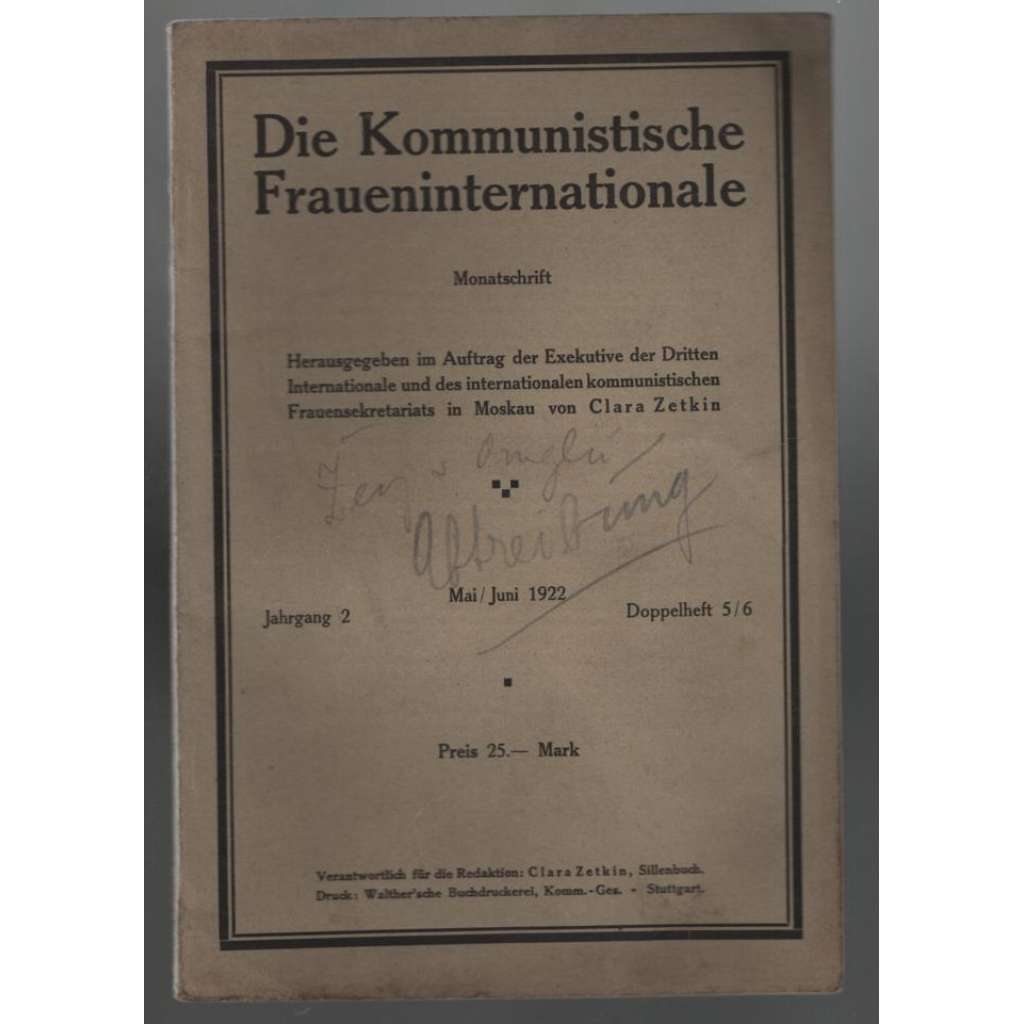 Die Kommunistische
Fraueninternationale
Monatschrift
Herausgegeben im Auftrag der Exekutive der Dritten
Internationale und des internationalen kommunistischen
Frauensekretariats in Moskau von Clara Zetkin
Abtreibung
Mai/Juni 1922
Jahrgang 2
Doppelheft 5/6
Preis 25.— Mark
Verantwortlich für die Redaktion: Clara Zetkin, Sillenbuch.
Druck: Walther'sche Buchdruckerei, Komm.-Ges. - Stuttgart.